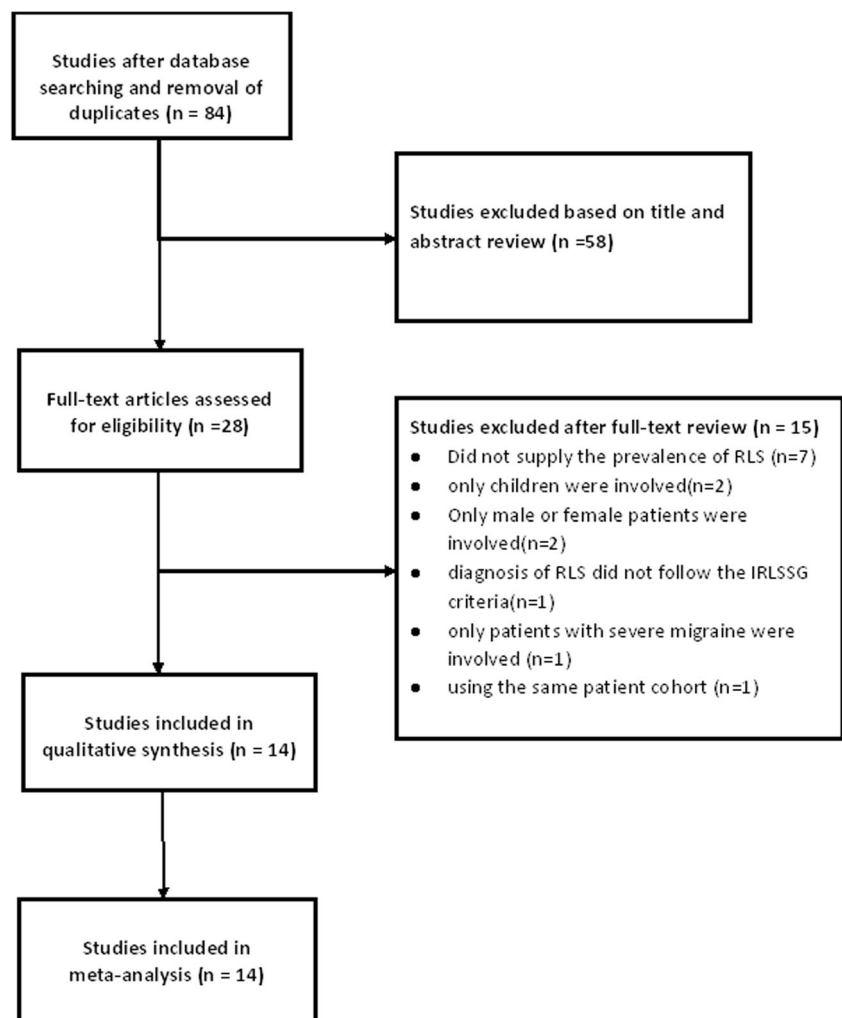 Studies after database
searching and removal of
duplicates (n = 84)
Studies excluded based on title and
abstract review (n =58)
Full-text articles assessed
for eligibility (n =28)
Studies excluded after full-text review (n = 15)
● Did not supply the prevalence of RLS (n=7)
● only children were involved(n=2)
● Only male or female patients were
involved(n=2)
● diagnosis of RLS did not follow the IRLSSG
criteria(n=1)
● only patients with severe migraine were
involved (n=1)
● using the same patient cohort (n=1)
Studies included in
qualitative synthesis (n = 14)
Studies included in
meta-analysis (n = 14)